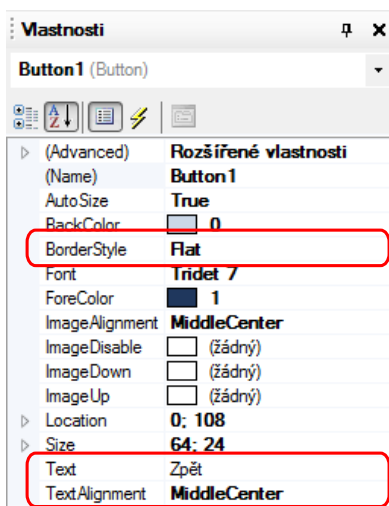 Vlastnosti
Button1 (Button)
(Advanced) Rozšířené vlastnosti
(Name) Button1
AutoSize True
BackColor 0
BorderStyle Flat
Font Tridet 7
ForeColor 1
ImageAlignment MiddleCenter
ImageDisable (žádný)
ImageDown (žádný)
ImageUp (žádný)
Location 0; 108
Size 64; 24
Text Zpět
TextAlignment MiddleCenter